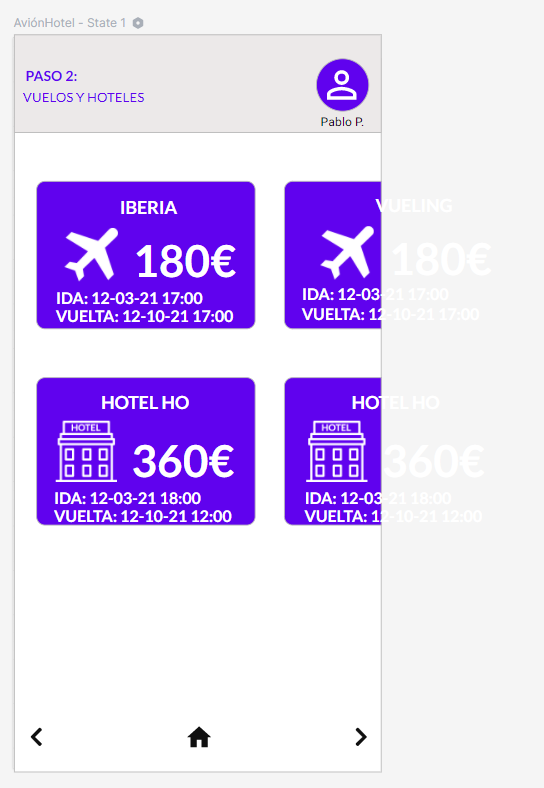 AviónHotel - State 1
PASO 2:
VUELOS Y HOTELES
Pablo P.
IBERIA
180€
IDA: 12-03-21 17:00
VUELTA: 12-10-21 17:00
VUELING
180€
IDA: 12-03-21 17:00
VUELTA: 12-10-21 17:00
HOTEL HO
HOTEL
360€
IDA: 12-03-21 18:00
VUELTA: 12-10-21 12:00
HOTEL HO
HOTEL
360€
IDA: 12-03-21 18:00
VUELTA: 12-10-21 12:00